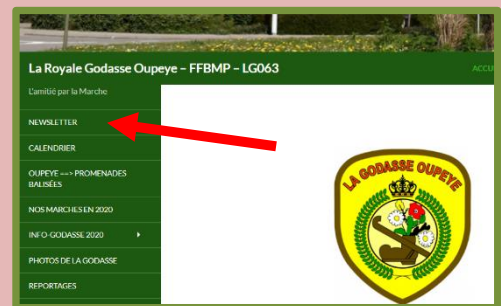 La Royale Godasse Oupeye – FFBMP – LG063
ACCU
L'amitié par la Marche
NEWSLETTER
CALENDRIER
OUPEYE ==> PROMENADES
BALISÉES
NOS MARCHES EN 2020
INFO-GODASSE 2020
PHOTOS DE LA GODASSE
REPORTAGES
LA GODASSE OUPEYE